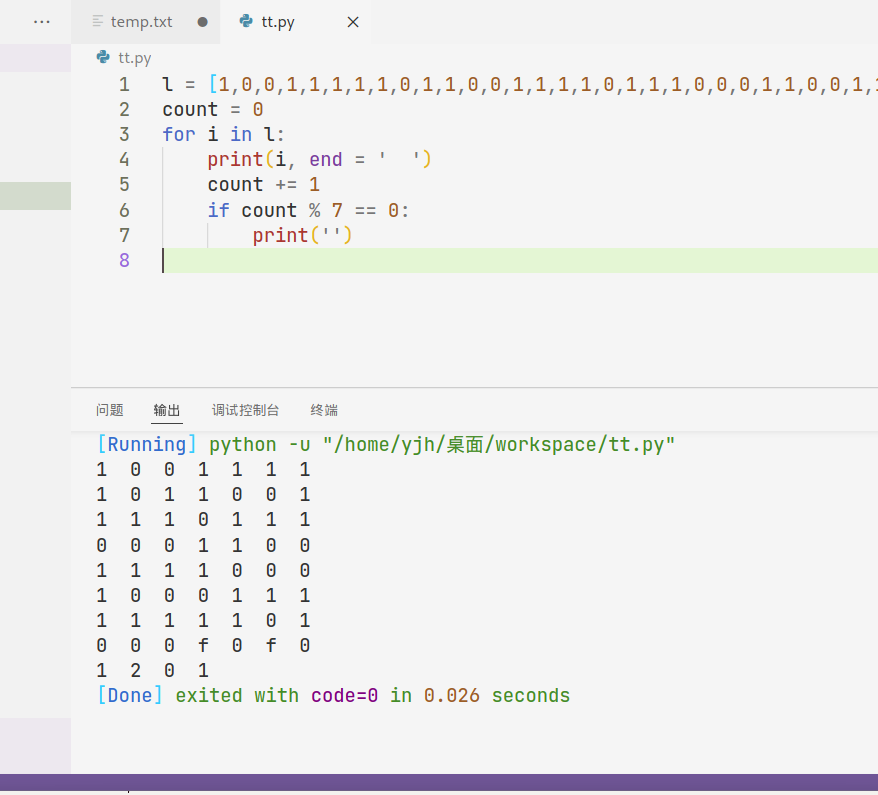 ··· temp.txt ● tt.py ×
tt.py
1 l = [1,0,0,1,1,1,1,1,0,1,1,0,0,1,1,1,1,0,1,1,1,0,0,0,1,1,0,0,1,
2 count = 0
3 for i in l:
4 print(i, end = '  ')
5 count += 1
6 if count % 7 == 0:
7 print('')
8
问题 输出 调试控制台 终端
[Running] python -u "/home/yjh/桌面/workspace/tt.py"
1 0 0 1 1 1 1
1 0 1 1 0 0 1
1 1 1 0 1 1 1
0 0 0 1 1 0 0
1 1 1 1 0 0 0
1 0 0 0 1 1 1
1 1 1 1 1 0 1
0 0 0 f 0 f 0
1 2 0 1
[Done] exited with code=0 in 0.026 seconds